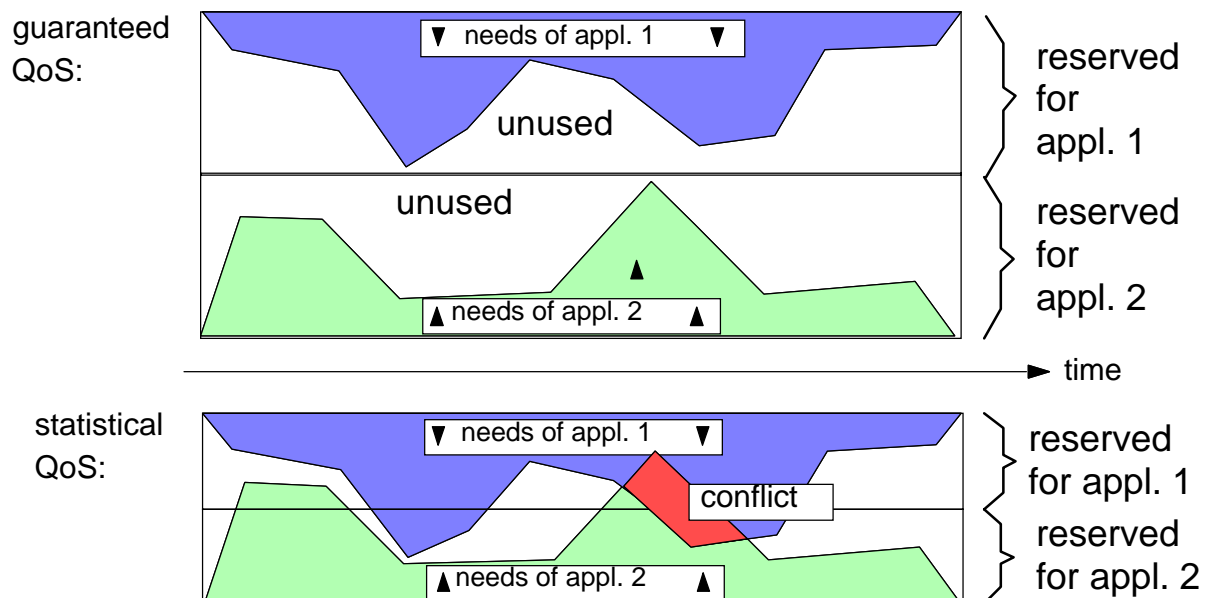 guaranteed
QoS:
needs of appl. 1
unused
reserved
for
appl. 1
unused
needs of appl. 2
reserved
for
appl. 2
time
statistical
QoS:
needs of appl. 1
conflict
needs of appl. 2
reserved
for appl. 1
reserved
for appl. 2